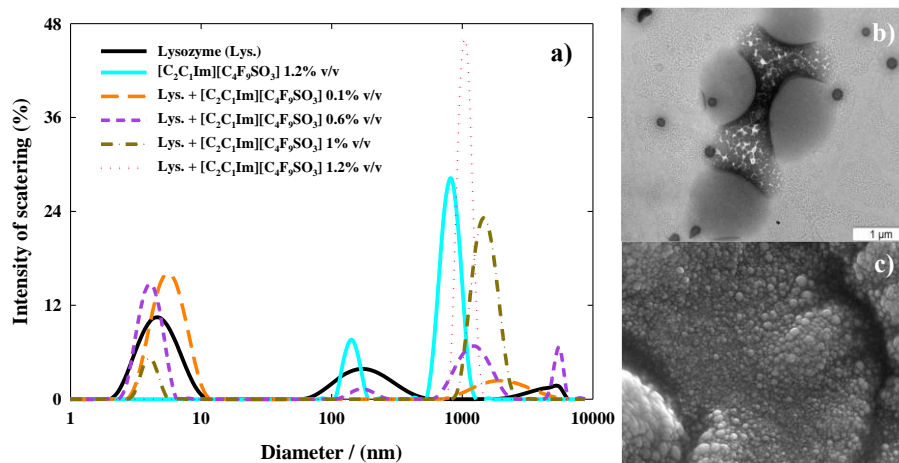 48
36
24
12
0
Intensity of scatering (%)
a)
Lysozyme (Lys.)
[C₂C₁Im][C₄F₉SO₃] 1.2% v/v
Lys. + [C₂C₁Im][C₄F₉SO₃] 0.1% v/v
Lys. + [C₂C₁Im][C₄F₉SO₃] 0.6% v/v
Lys. + [C₂C₁Im][C₄F₉SO₃] 1% v/v
Lys. + [C₂C₁Im][C₄F₉SO₃] 1.2% v/v
1 10 100 1000 10000
Diameter / (nm)
b)
1 µm
c)